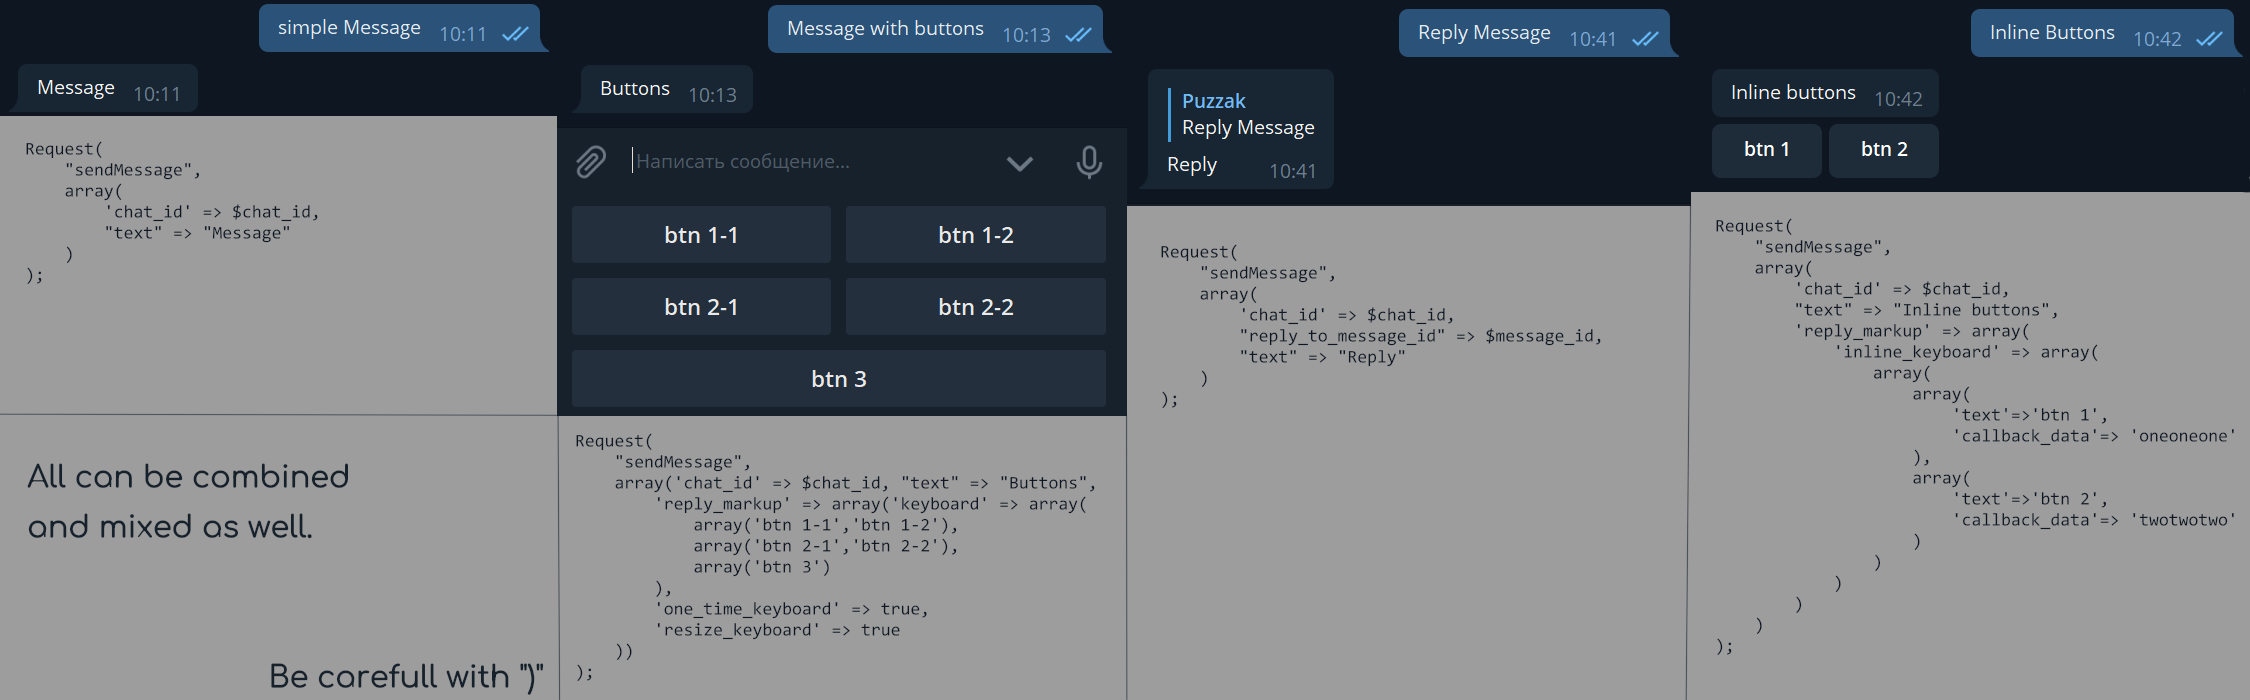 simple Message 10:11
Message 10:11
Request(
"sendMessage",
array(
'chat_id' => $chat_id,
"text" => "Message"
)
);
All can be combined
and mixed as well.
Be carefull with ")"
Message with buttons 10:13
Buttons 10:13
Написать сообщение...
btn 1-1 btn 1-2
btn 2-1 btn 2-2
btn 3
Request(
"sendMessage",
array('chat_id' => $chat_id, "text" => "Buttons",
'reply_markup' => array('keyboard' => array(
array('btn 1-1','btn 1-2'),
array('btn 2-1','btn 2-2'),
array('btn 3')
),
'one_time_keyboard' => true,
'resize_keyboard' => true
))
);
Reply Message 10:41
Puzzak
Reply Message
Reply 10:41
Request(
"sendMessage",
array(
'chat_id' => $chat_id,
"reply_to_message_id" => $message_id,
"text" => "Reply"
)
);
Inline Buttons 10:42
Inline buttons 10:42
btn 1 btn 2
Request(
"sendMessage",
array(
'chat_id' => $chat_id,
"text" => "Inline buttons",
'reply_markup' => array(
'inline_keyboard' => array(
array(
array(
'text'=>'btn 1',
'callback_data'=> 'oneoneone'
),
array(
'text'=>'btn 2',
'callback_data'=> 'twotwotwo'
)
)
)
)
)
);